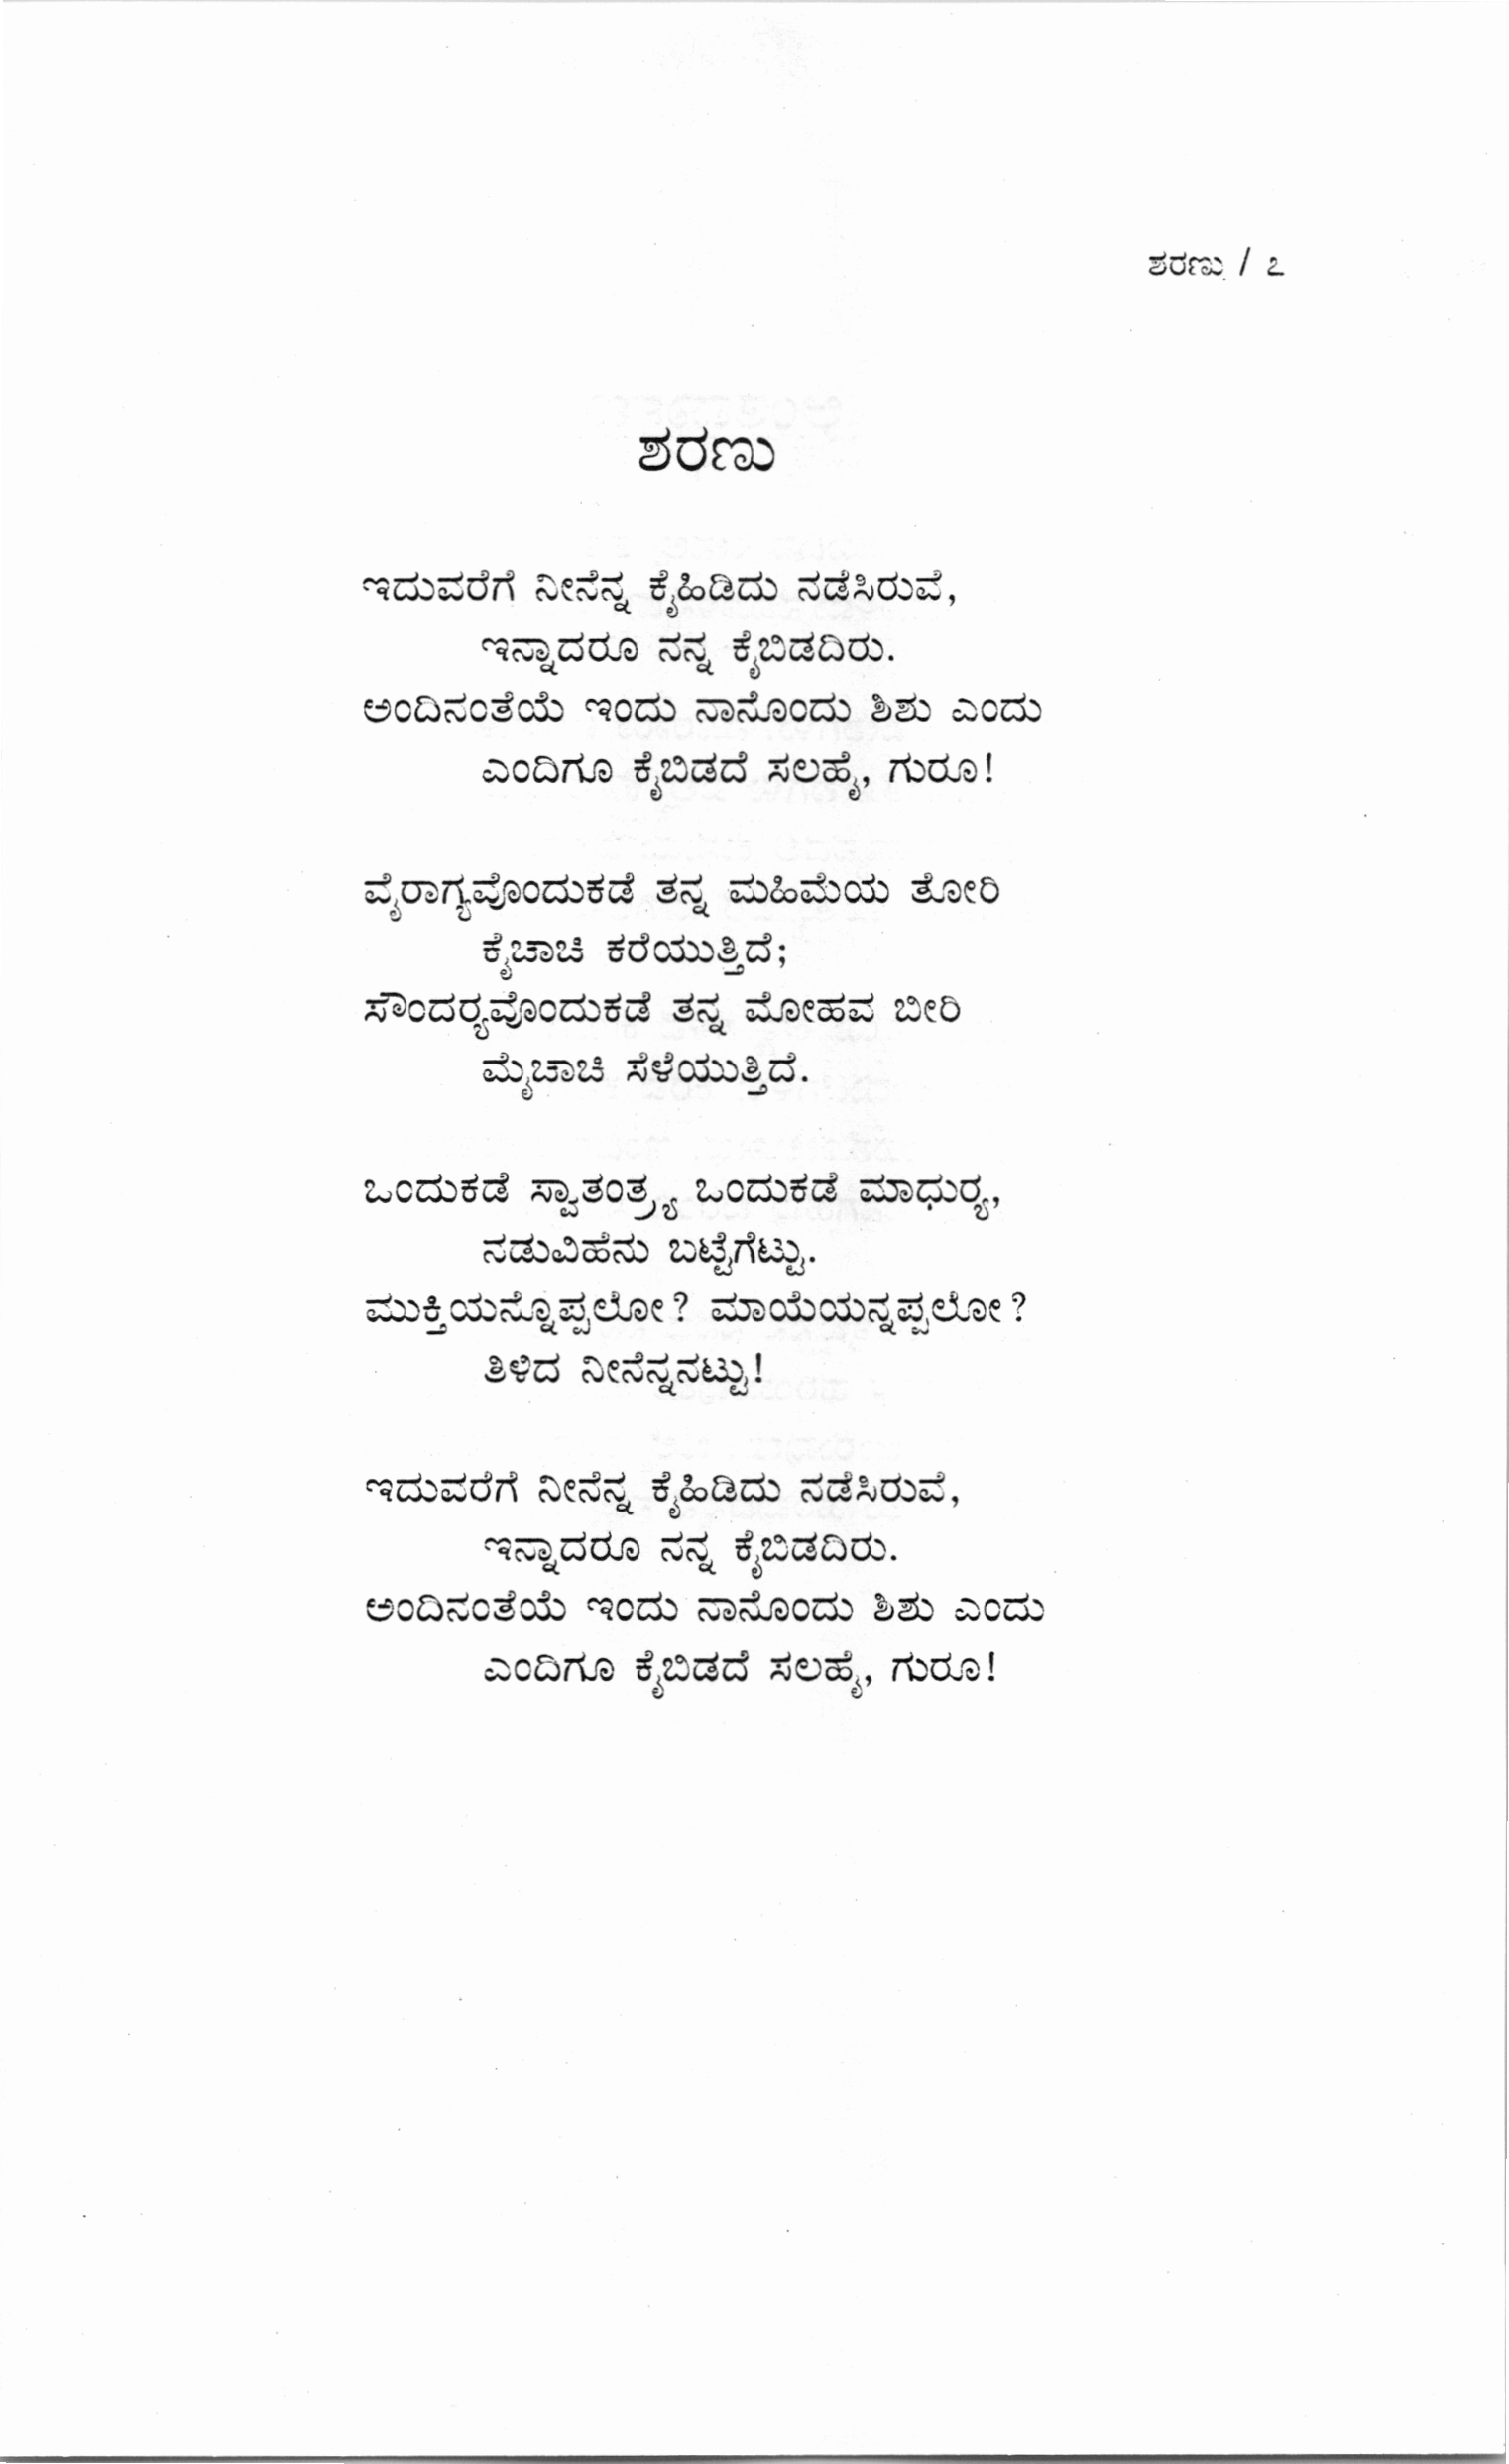 ಶರಣು / ೭
ಶರಣು
ಇದುವರೆಗೆ ನೀನೆನ್ನ ಕೈಹಿಡಿದು ನಡೆಸಿರುವೆ,
ಇನ್ನಾದರೂ ನನ್ನ ಕೈಬಿಡದಿರು.
ಅಂದಿನಂತೆಯೆ ಇಂದು ನಾನೊಂದು ಶಿಶು ಎಂದು
ಎಂದಿಗೂ ಕೈಬಿಡದೆ ಸಲಹೈ, ಗುರೂ!
ವೈರಾಗ್ಯವೊಂದುಕಡೆ ತನ್ನ ಮಹಿಮೆಯ ತೋರಿ
ಕೈಚಾಚಿ ಕರೆಯುತ್ತಿದೆ;
ಸೌಂದರ‍್ಯವೊಂದುಕಡೆ ತನ್ನ ಮೋಹವ ಬೀರಿ
ಮೈಚಾಚಿ ಸೆಳೆಯುತ್ತಿದೆ.
ಒಂದುಕಡೆ ಸ್ವಾತಂತ್ರ್ಯ ಒಂದುಕಡೆ ಮಾಧುರ‍್ಯ,
ನಡುವಿಹೆನು ಬಟ್ಟೆಗೆಟ್ಟು.
ಮುಕ್ತಿಯನ್ನೊಪ್ಪಲೋ? ಮಾಯೆಯನ್ನಪ್ಪಲೋ?
ತಿಳಿದ ನೀನೆನ್ನನಟ್ಟು!
ಇದುವರೆಗೆ ನೀನೆನ್ನ ಕೈಹಿಡಿದು ನಡೆಸಿರುವೆ,
ಇನ್ನಾದರೂ ನನ್ನ ಕೈಬಿಡದಿರು.
ಅಂದಿನಂತೆಯೆ ಇಂದು ನಾನೊಂದು ಶಿಶು ಎಂದು
ಎಂದಿಗೂ ಕೈಬಿಡದೆ ಸಲಹೈ, ಗುರೂ!